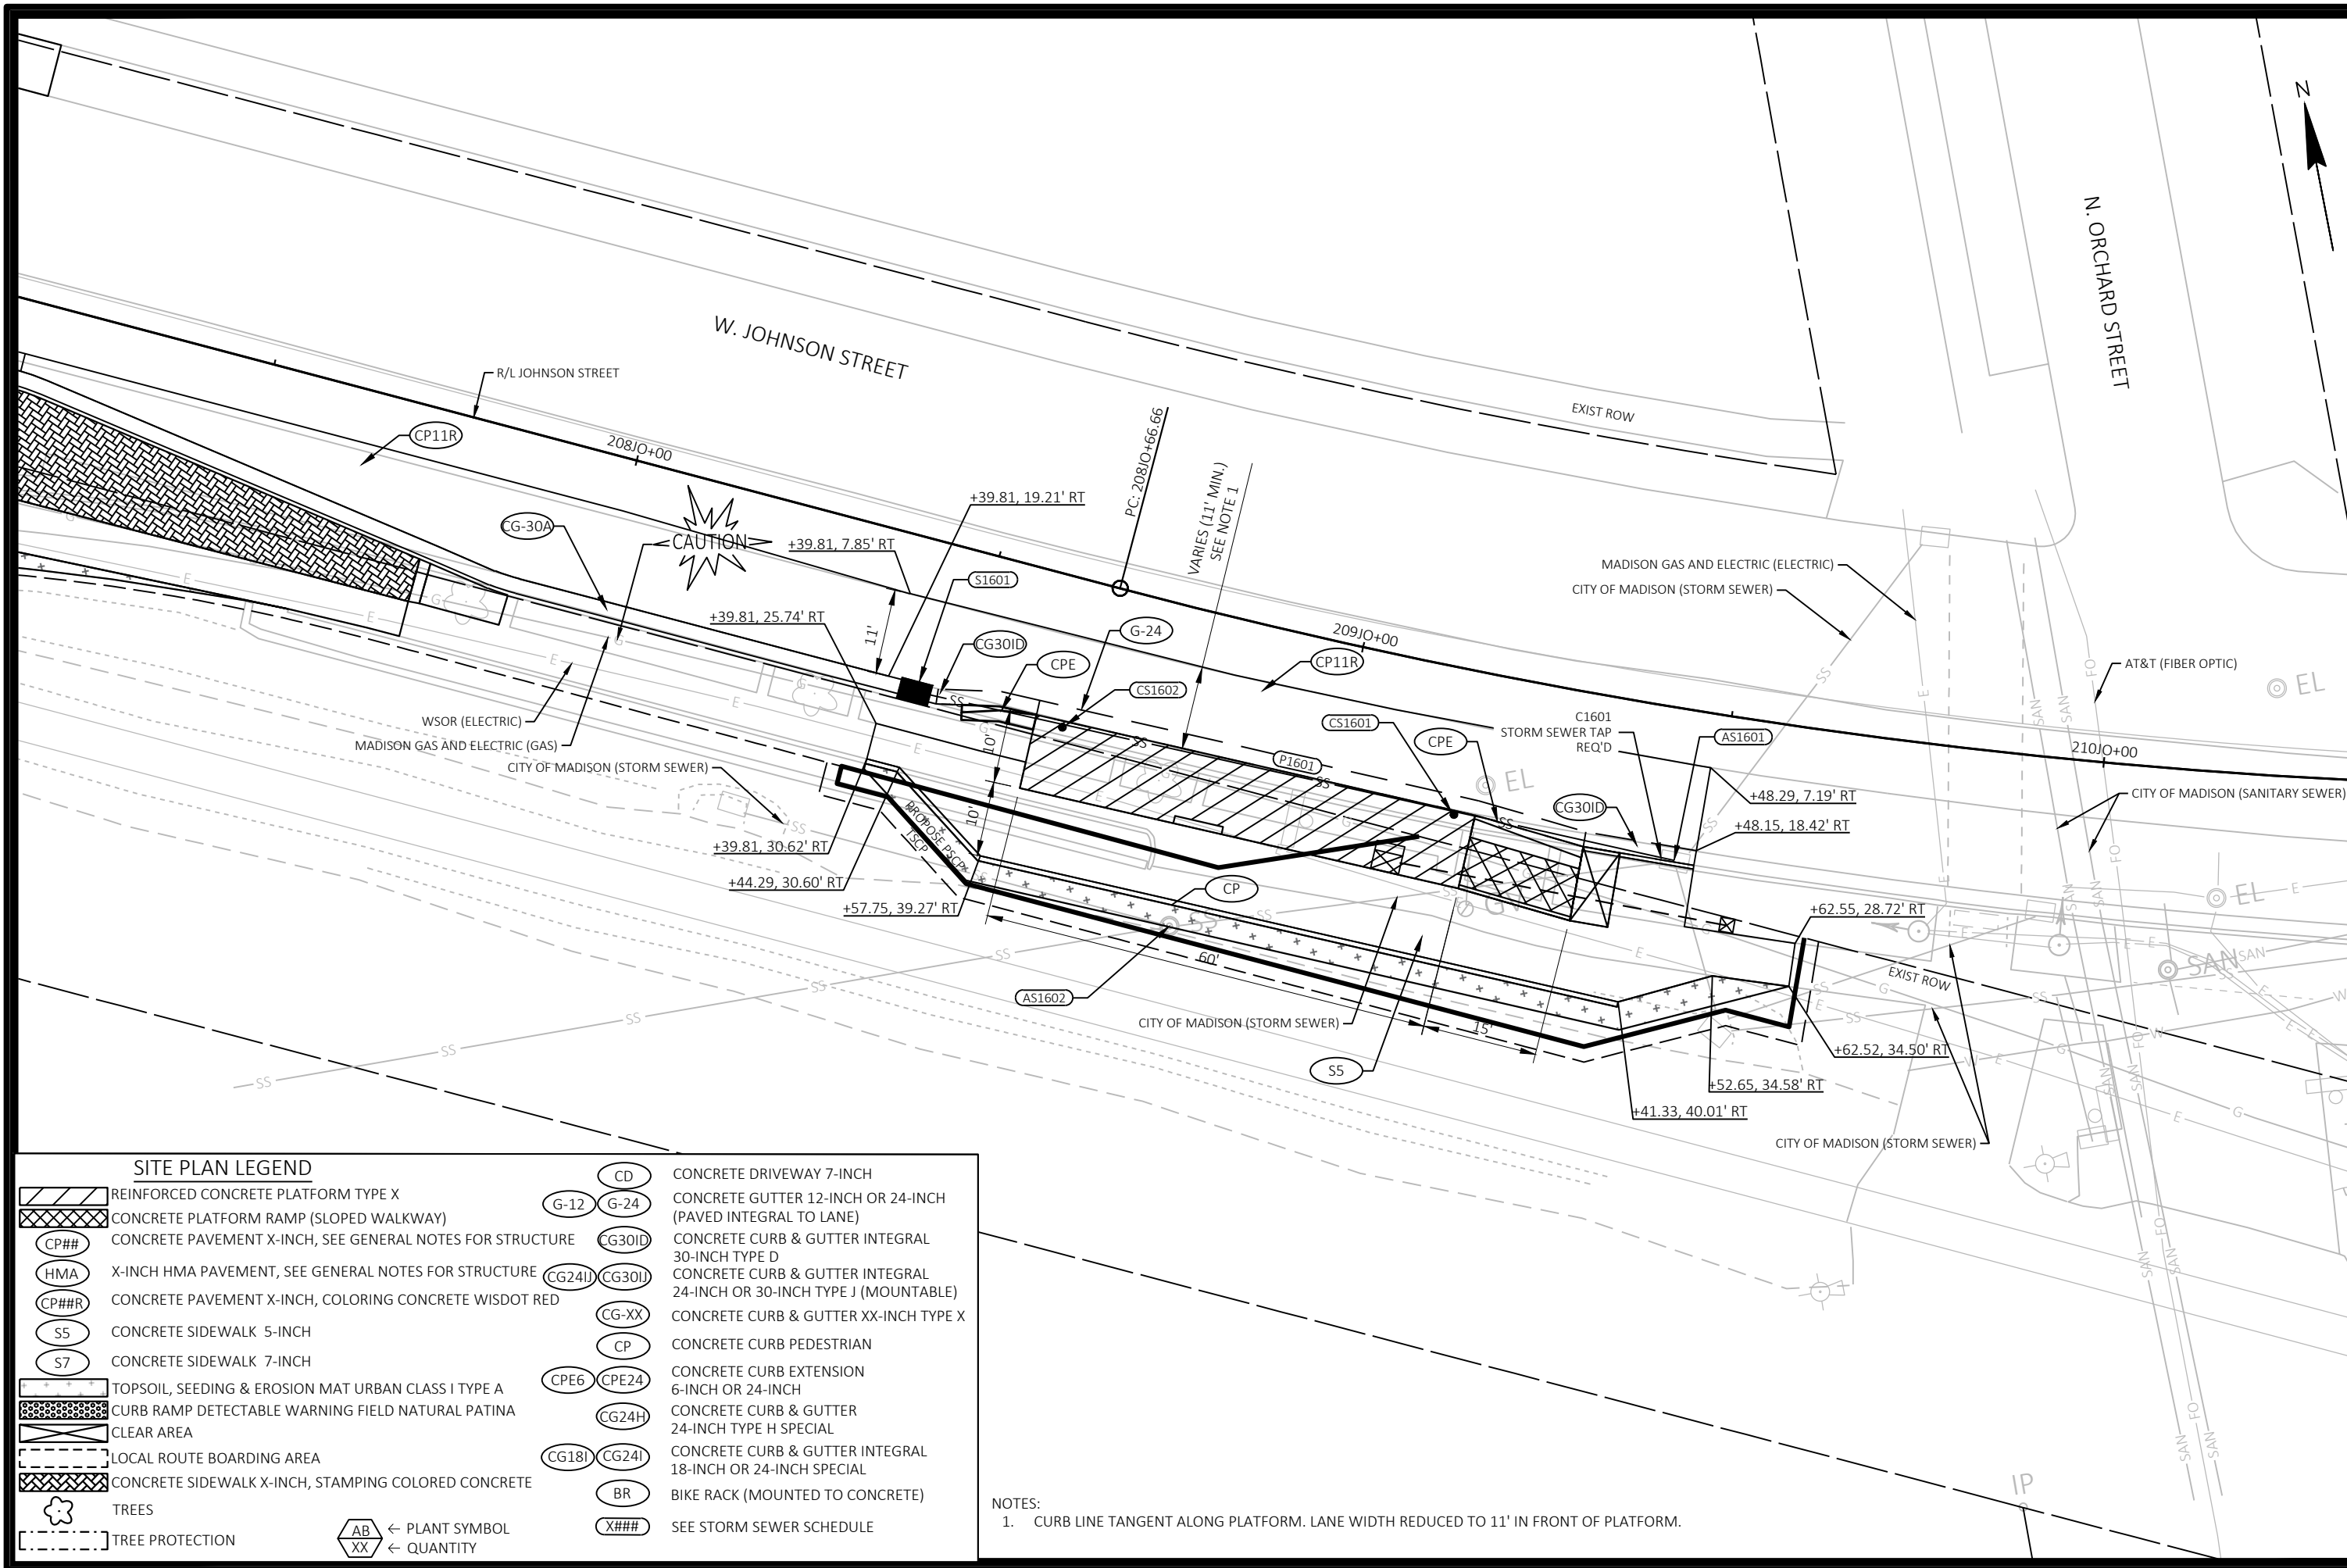 N
N. ORCHARD STREET
W. JOHNSON STREET
EXIST ROW
R/L JOHNSON STREET
CP11R
208JO+00
PC: 208JO+66.66
VARIES (11' MIN.)
SEE NOTE 1
+39.81, 19.21' RT
CG-30A
CAUTION
+39.81, 7.85' RT
S1601
MADISON GAS AND ELECTRIC (ELECTRIC)
CITY OF MADISON (STORM SEWER)
+39.81, 25.74' RT
11'
CG30ID
CPE
G-24
209JO+00
CP11R
AT&T (FIBER OPTIC)
EL
CS1602
WSOR (ELECTRIC)
MADISON GAS AND ELECTRIC (GAS)
CITY OF MADISON (STORM SEWER)
10'
10'
CS1601
CPE
C1601
STORM SEWER TAP
REQ'D
AS1601
210JO+00
P1601
EL
CG30ID
+48.29, 7.19' RT
+48.15, 18.42' RT
CITY OF MADISON (SANITARY SEWER)
PROPOSE PSCP
TSCP
+39.81, 30.62' RT
+44.29, 30.60' RT
+57.75, 39.27' RT
CP
SS
EL
+62.55, 28.72' RT
SAN
EXIST ROW
60'
15'
AS1602
CITY OF MADISON (STORM SEWER)
S5
+62.52, 34.50' RT
+52.65, 34.58' RT
+41.33, 40.01' RT
CITY OF MADISON (STORM SEWER)
IP
SITE PLAN LEGEND
REINFORCED CONCRETE PLATFORM TYPE X
CONCRETE PLATFORM RAMP (SLOPED WALKWAY)
CP## CONCRETE PAVEMENT X-INCH, SEE GENERAL NOTES FOR STRUCTURE
HMA X-INCH HMA PAVEMENT, SEE GENERAL NOTES FOR STRUCTURE
CP##R CONCRETE PAVEMENT X-INCH, COLORING CONCRETE WISDOT RED
S5 CONCRETE SIDEWALK 5-INCH
S7 CONCRETE SIDEWALK 7-INCH
TOPSOIL, SEEDING & EROSION MAT URBAN CLASS I TYPE A
CURB RAMP DETECTABLE WARNING FIELD NATURAL PATINA
CLEAR AREA
LOCAL ROUTE BOARDING AREA
CONCRETE SIDEWALK X-INCH, STAMPING COLORED CONCRETE
TREES
TREE PROTECTION
AB ← PLANT SYMBOL
XX ← QUANTITY
CD CONCRETE DRIVEWAY 7-INCH
G-12 G-24 CONCRETE GUTTER 12-INCH OR 24-INCH
(PAVED INTEGRAL TO LANE)
CG30ID CONCRETE CURB & GUTTER INTEGRAL
30-INCH TYPE D
CG24IJ CG30IJ CONCRETE CURB & GUTTER INTEGRAL
24-INCH OR 30-INCH TYPE J (MOUNTABLE)
CG-XX CONCRETE CURB & GUTTER XX-INCH TYPE X
CP CONCRETE CURB PEDESTRIAN
CPE6 CPE24 CONCRETE CURB EXTENSION
6-INCH OR 24-INCH
CG24H CONCRETE CURB & GUTTER
24-INCH TYPE H SPECIAL
CG18I CG24I CONCRETE CURB & GUTTER INTEGRAL
18-INCH OR 24-INCH SPECIAL
BR BIKE RACK (MOUNTED TO CONCRETE)
X### SEE STORM SEWER SCHEDULE
NOTES:
1. CURB LINE TANGENT ALONG PLATFORM. LANE WIDTH REDUCED TO 11' IN FRONT OF PLATFORM.